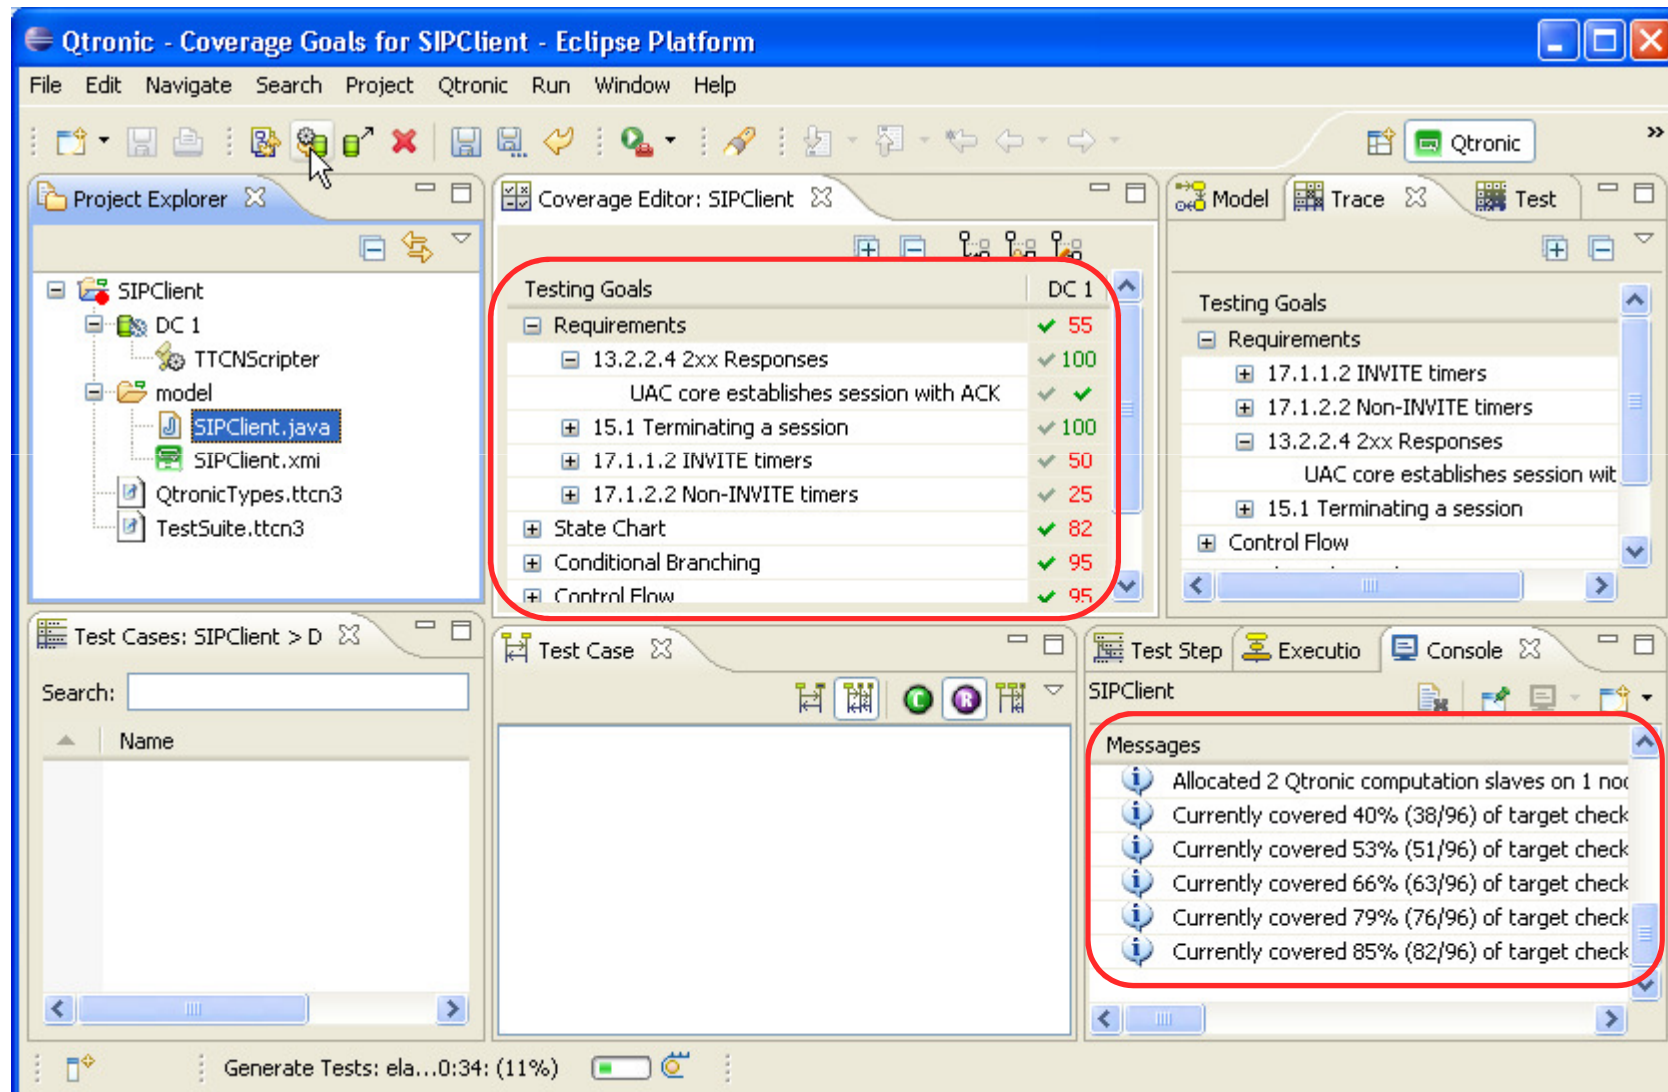 Qtronic - Coverage Goals for SIPClient - Eclipse Platform
File Edit Navigate Search Project Qtronic Run Window Help
Qtronic
Project Explorer
SIPClient
DC 1
TTCNScripter
model
SIPClient.java
SIPClient.xmi
QtronicTypes.ttcn3
TestSuite.ttcn3
Coverage Editor: SIPClient
Testing Goals DC 1
Requirements 55
13.2.2.4 2xx Responses 100
UAC core establishes session with ACK
15.1 Terminating a session 100
17.1.1.2 INVITE timers 50
17.1.2.2 Non-INVITE timers 25
State Chart 82
Conditional Branching 95
Control Flow 95
Model Trace Test
Testing Goals
Requirements
17.1.1.2 INVITE timers
17.1.2.2 Non-INVITE timers
13.2.2.4 2xx Responses
UAC core establishes session wit
15.1 Terminating a session
Control Flow
Test Cases: SIPClient > D
Search:
Name
Test Case
C R
Test Step Executio Console
SIPClient
Messages
Allocated 2 Qtronic computation slaves on 1 noc
Currently covered 40% (38/96) of target check
Currently covered 53% (51/96) of target check
Currently covered 66% (63/96) of target check
Currently covered 79% (76/96) of target check
Currently covered 85% (82/96) of target check
Generate Tests: ela...0:34: (11%)